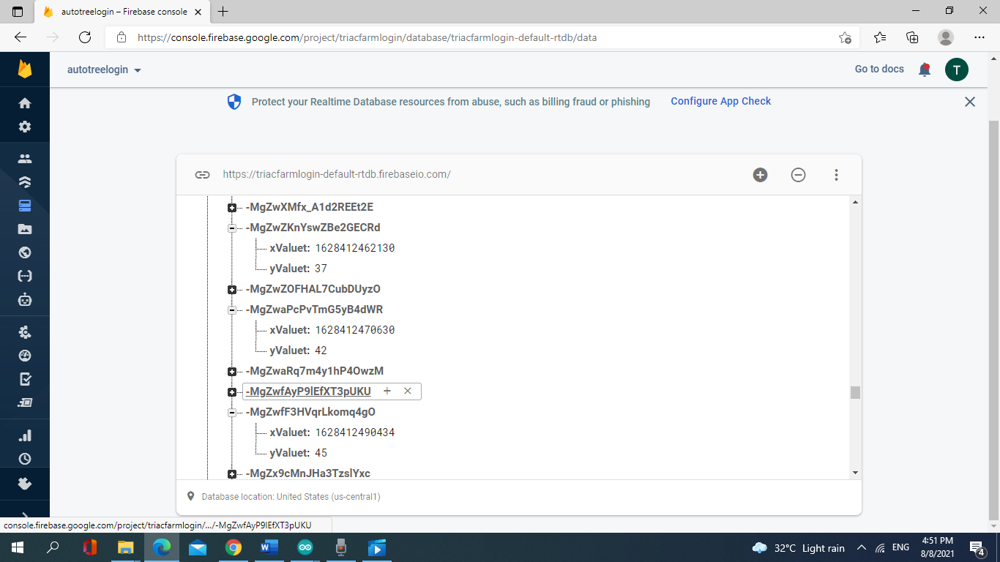 autotreelogin – Firebase console
https://console.firebase.google.com/project/triacfarmlogin/database/triacfarmlogin-default-rtdb/data
autotreelogin
Go to docs
T
Protect your Realtime Database resources from abuse, such as billing fraud or phishing
Configure App Check
https://triacfarmlogin-default-rtdb.firebaseio.com/
-MgZwXMfx_A1d2REEt2E
-MgZwZKnYswZBe2GECRd
xValuet: 1628412462130
yValuet: 37
-MgZwZOFHAL7CubDUyzO
-MgZwaPcPvTmG5yB4dWR
xValuet: 1628412470630
yValuet: 42
-MgZwaRq7m4y1hP4OwzM
-MgZwfAyP9lEfXT3pUKU
-MgZwfF3HVqrLkomq4gO
xValuet: 1628412490434
yValuet: 45
-MgZx9cMnJHa3TzslYxc
Database location: United States (us-central1)
console.firebase.google.com/project/triacfarmlogin/.../-MgZwfAyP9lEfXT3pUKU
32°C Light rain
ENG
4:51 PM
8/8/2021
4